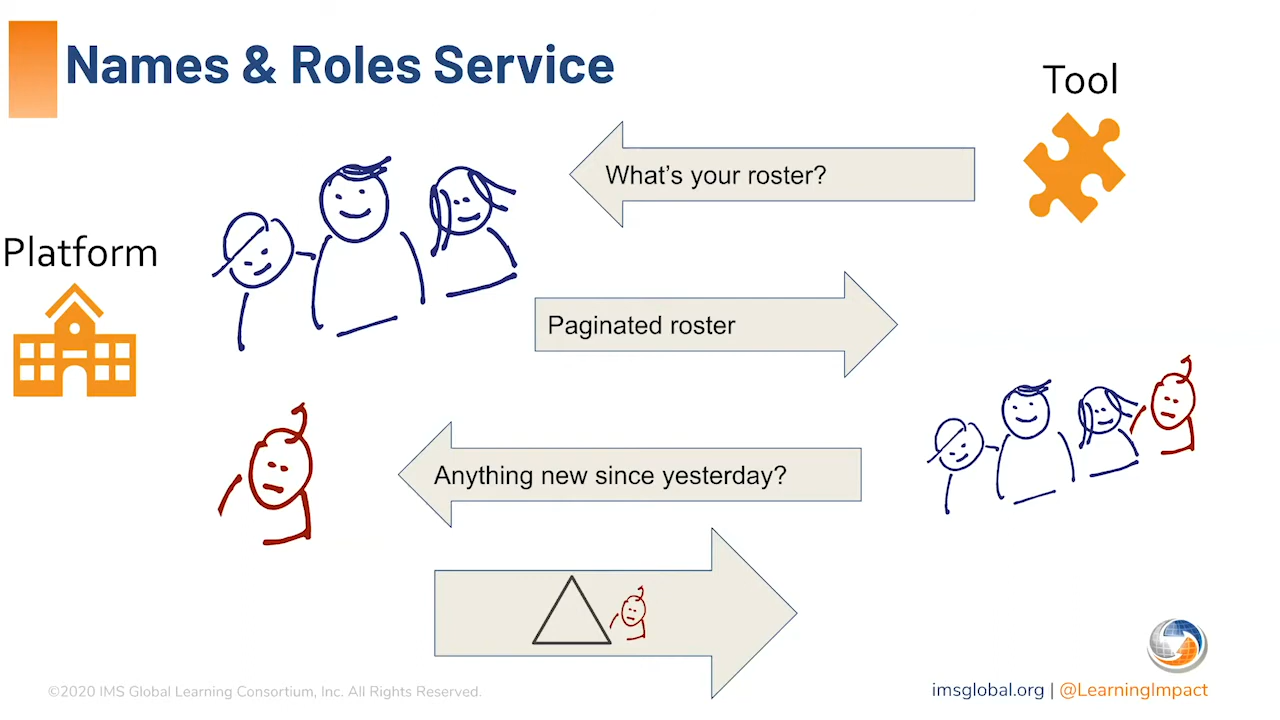 Names & Roles Service
Tool
What's your roster?
Platform
Paginated roster
Anything new since yesterday?
©2020 IMS Global Learning Consortium, Inc. All Rights Reserved.
imsglobal.org | @LearningImpact